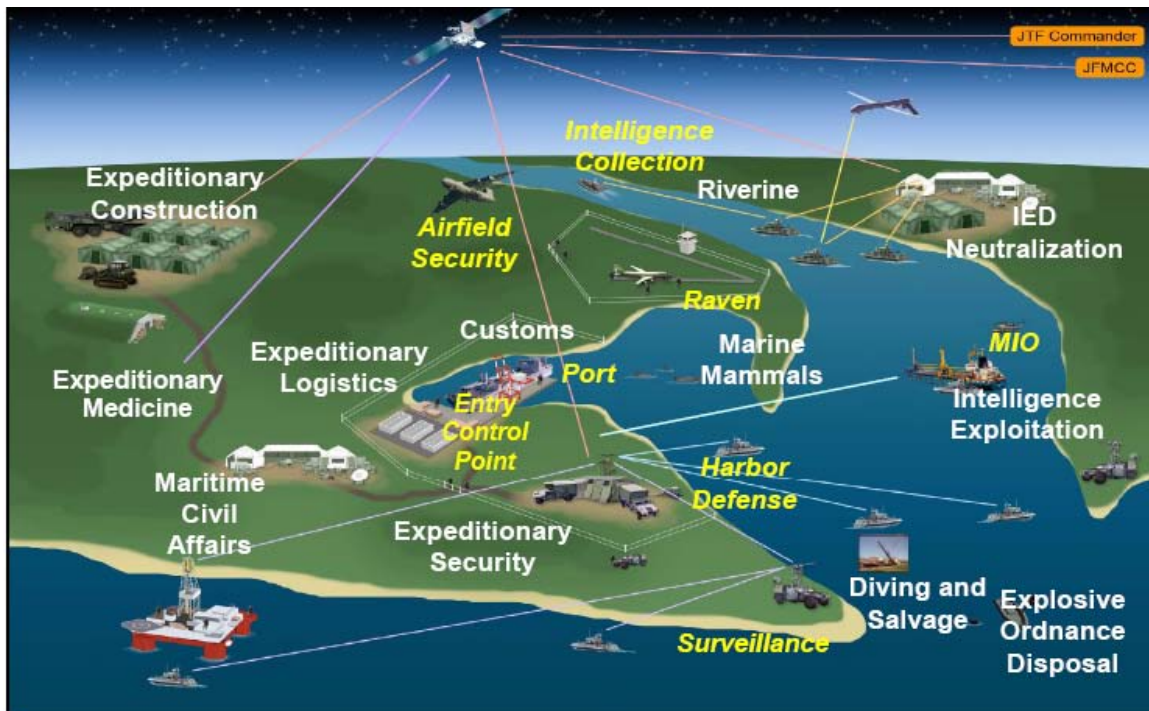 JTF Commander
JFMCC
Intelligence
Collection
Riverine
Expeditionary
Construction
Airfield
Security
IED
Neutralization
Raven
Customs
Expeditionary
Logistics
Port
Marine
Mammals
MIO
Expeditionary
Medicine
Entry
Control
Point
Intelligence
Exploitation
Harbor
Defense
Maritime
Civil
Affairs
Expeditionary
Security
Diving and
Salvage
Explosive
Ordnance
Disposal
Surveillance